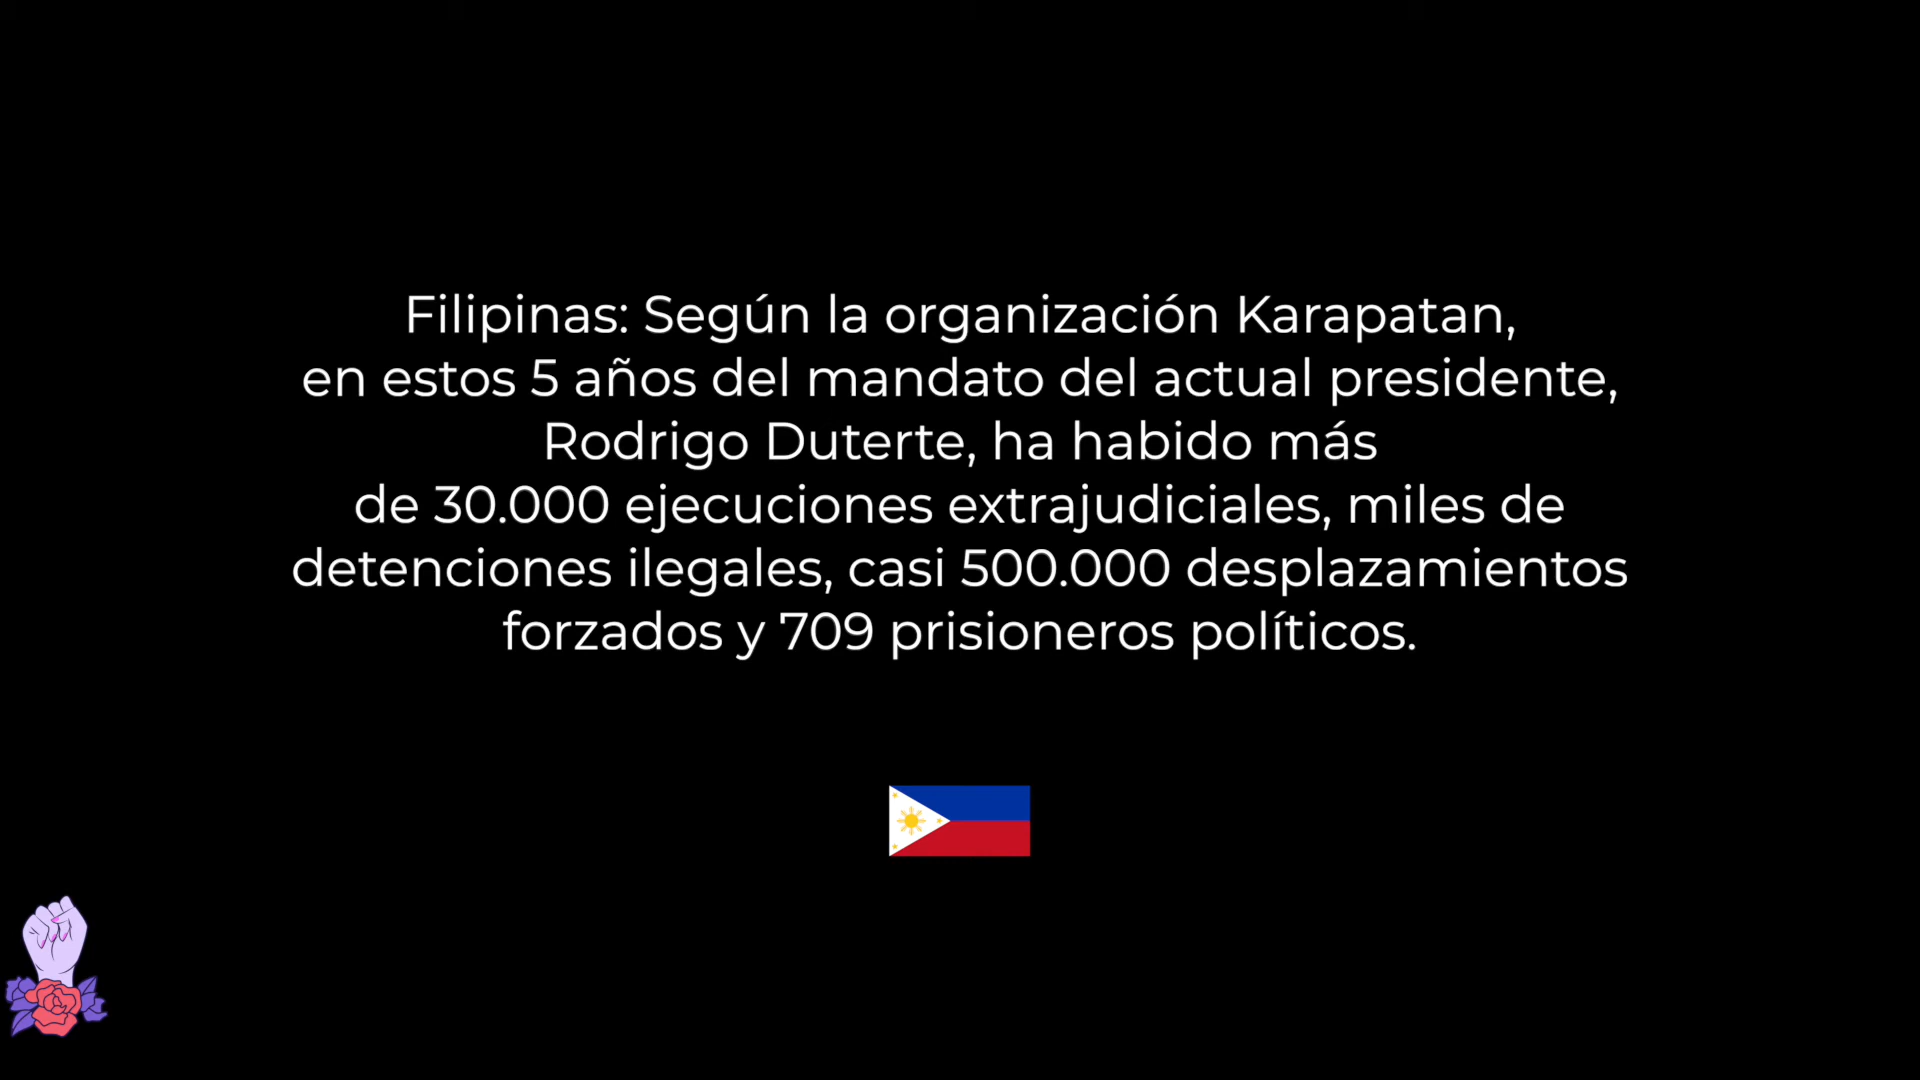 Filipinas: Según la organización Karapatan,
en estos 5 años del mandato del actual presidente,
Rodrigo Duterte, ha habido más
de 30.000 ejecuciones extrajudiciales, miles de
detenciones ilegales, casi 500.000 desplazamientos
forzados y 709 prisioneros políticos.